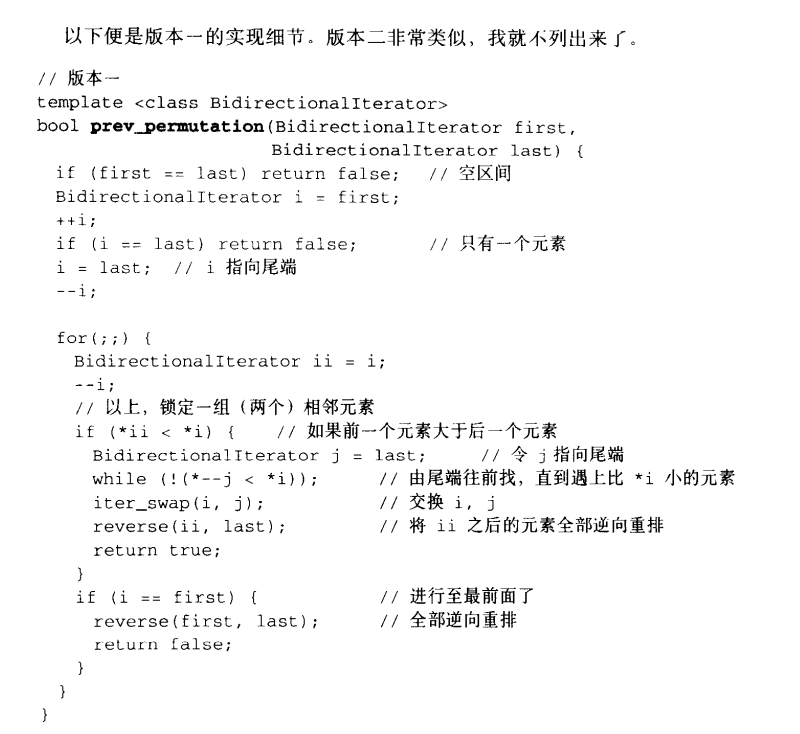 以下便是版本一的实现细节。版本二非常类似，我就不列出来了。
// 版本一
template <class BidirectionalIterator>
bool prev_permutation(BidirectionalIterator first,
                      BidirectionalIterator last) {
  if (first == last) return false;   // 空区间
  BidirectionalIterator i = first;
  ++i;
  if (i == last) return false;       // 只有一个元素
  i = last;  // i 指向尾端
  --i;
  for(;;) {
    BidirectionalIterator ii = i;
    --i;
    // 以上，锁定一组（两个）相邻元素
    if (*ii < *i) {    // 如果前一个元素大于后一个元素
      BidirectionalIterator j = last;      // 令 j 指向尾端
      while (!(*--j < *i));       // 由尾端往前找，直到遇上比 *i 小的元素
      iter_swap(i, j);            // 交换 i, j
      reverse(ii, last);          // 将 ii 之后的元素全部逆向重排
      return true;
    }
    if (i == first) {             // 进行至最前面了
      reverse(first, last);       // 全部逆向重排
      return false;
    }
  }
}